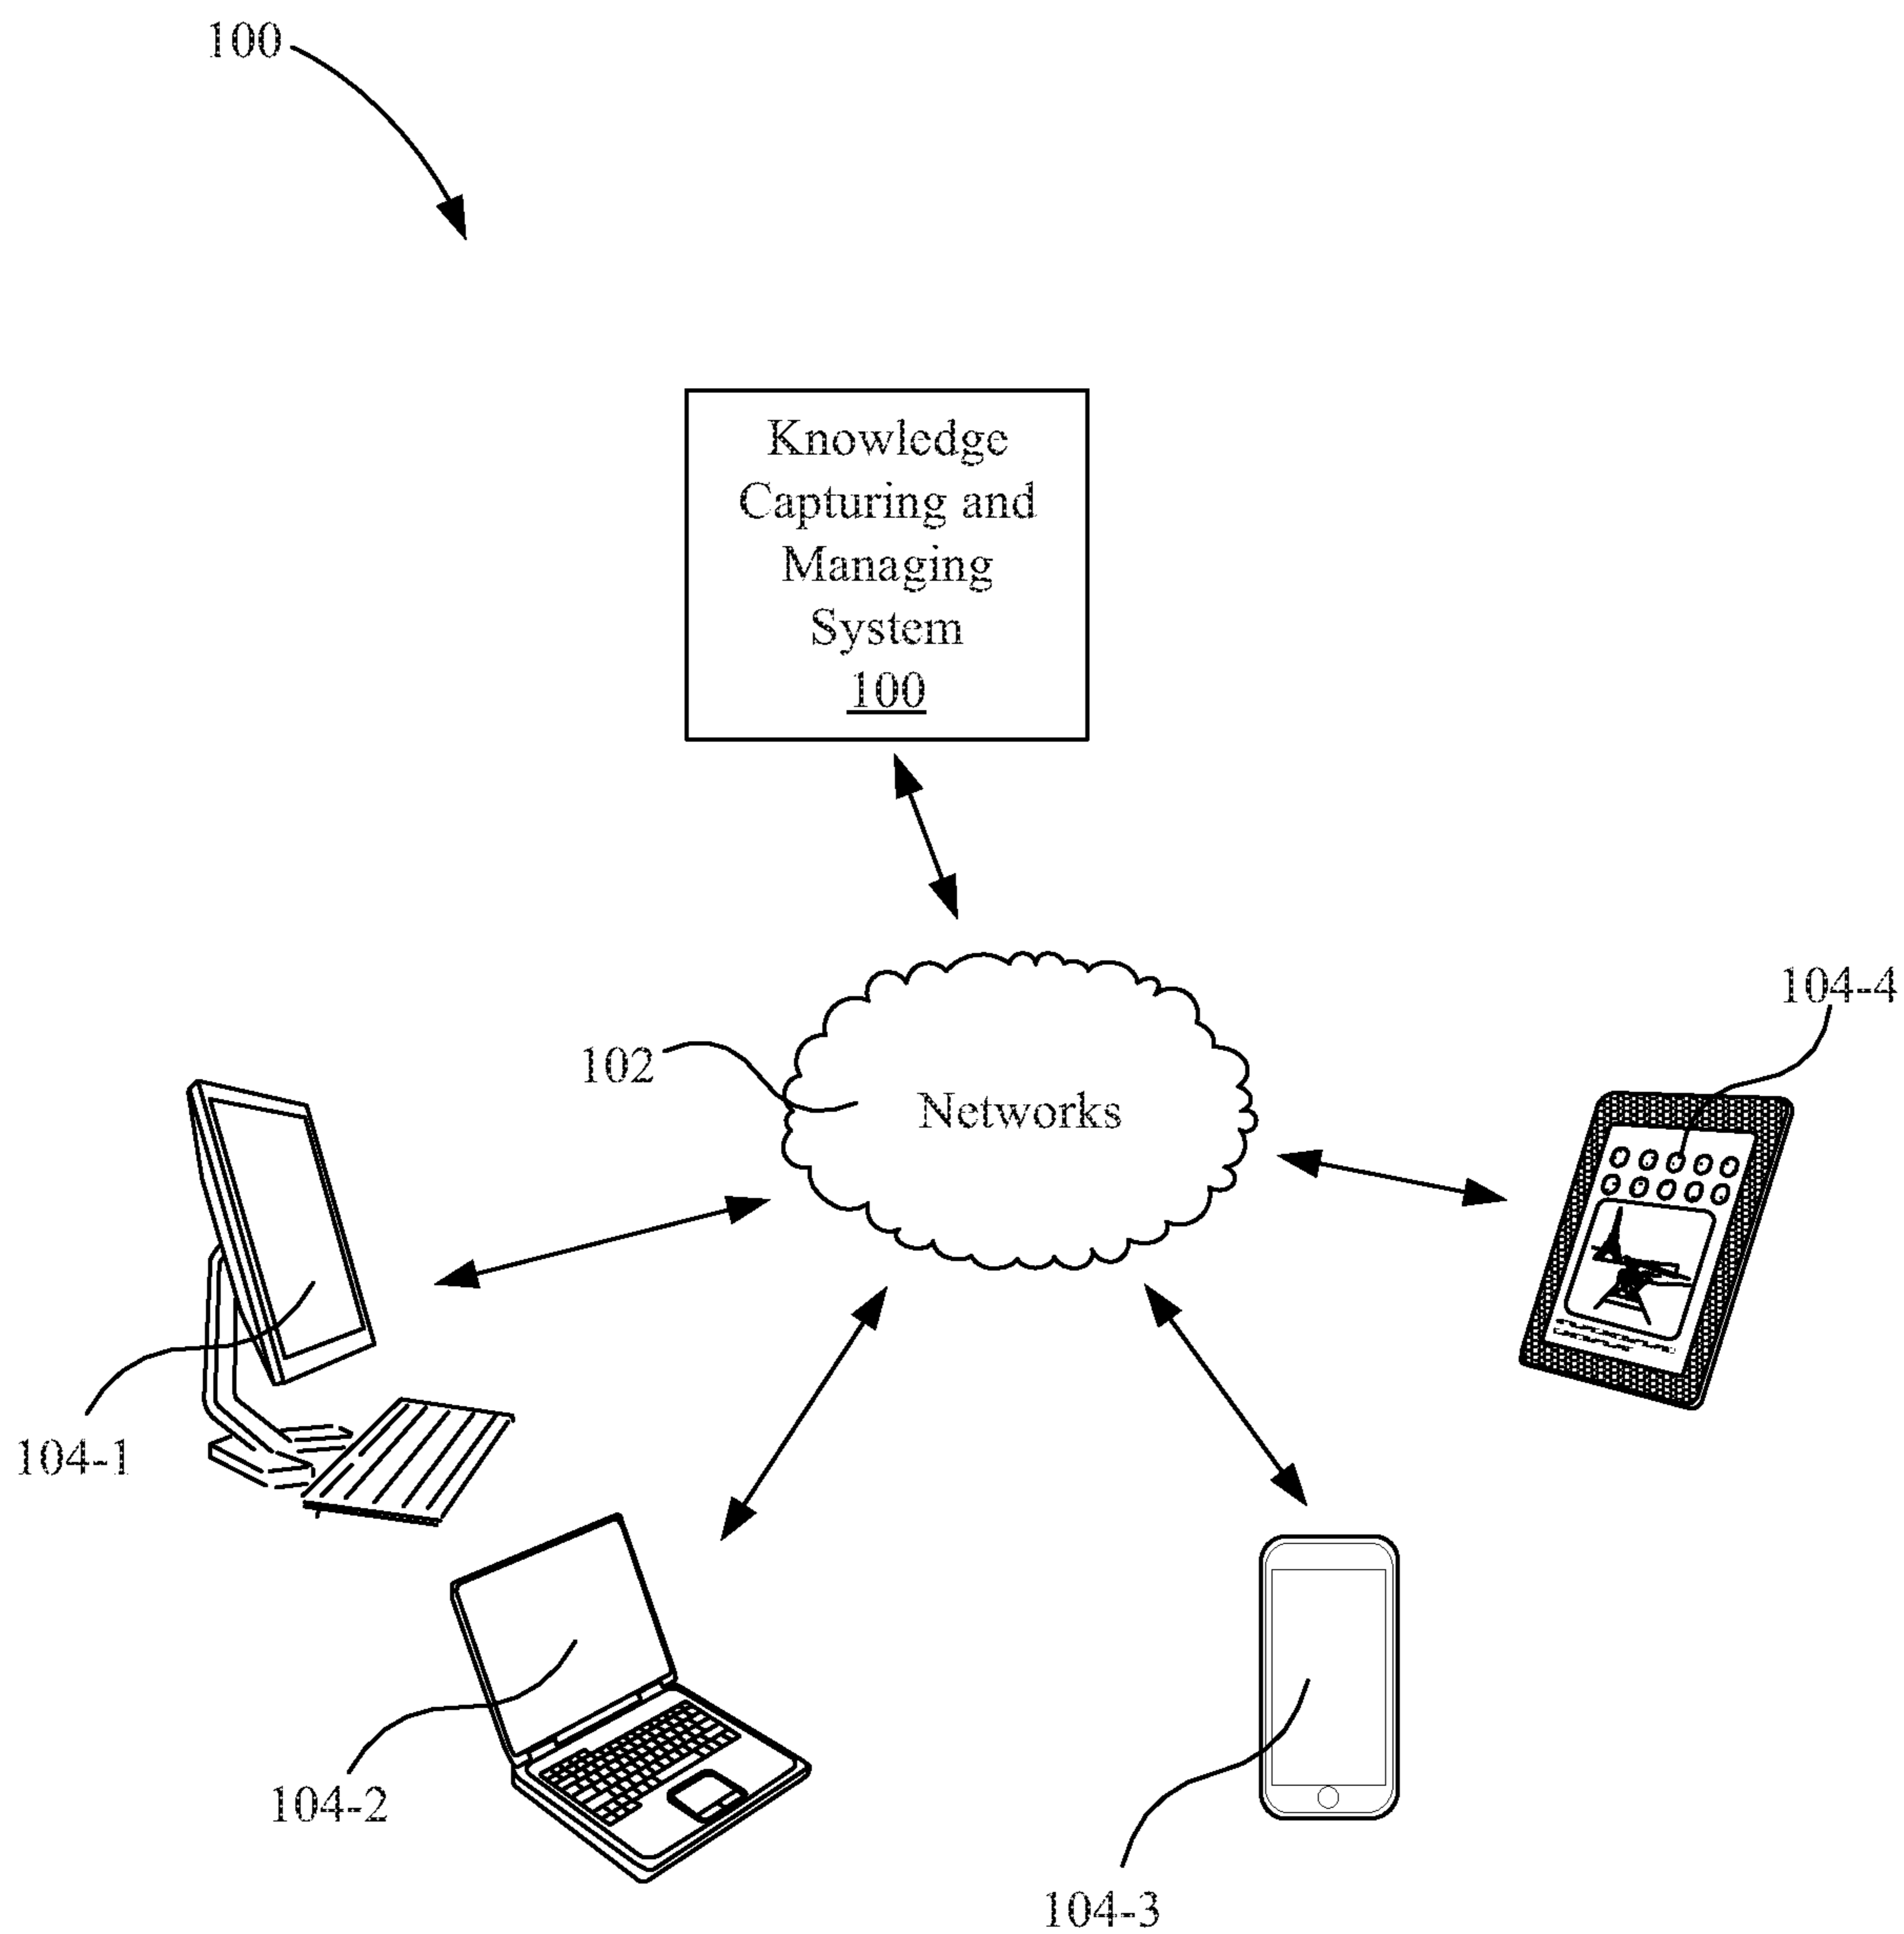 100
Knowledge
Capturing and
Managing
System
100
104-4
102
Networks
104-1
104-2
104-3